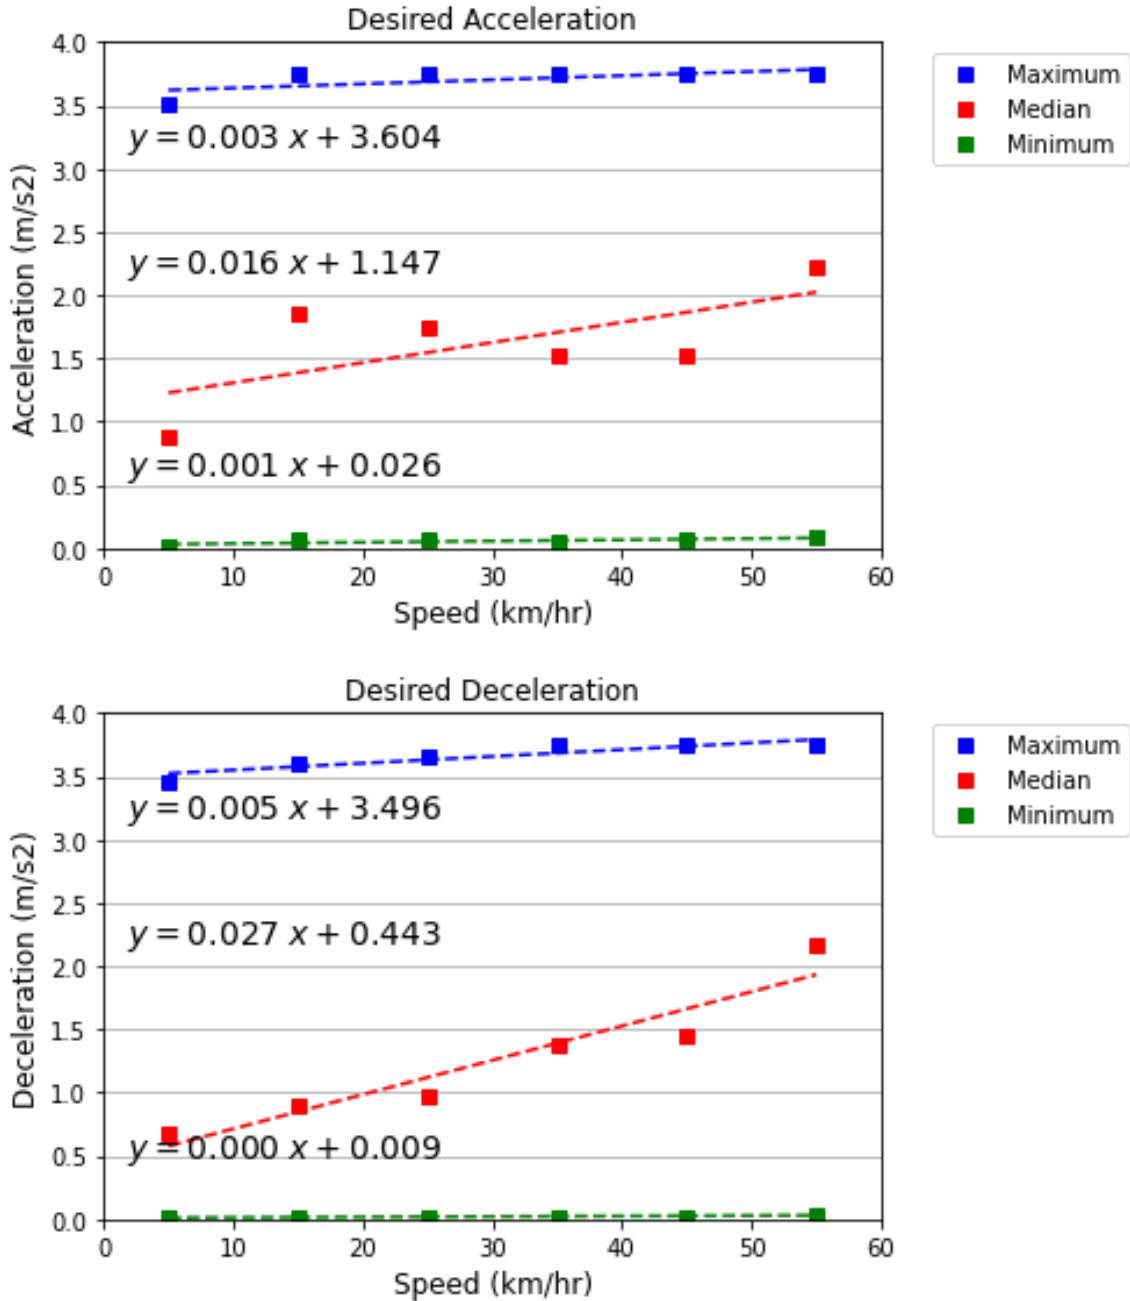 Desired Acceleration
4.0
3.5
3.0
2.5
2.0
1.5
1.0
0.5
0.0
Acceleration (m/s2)
y = 0.003 x + 3.604
y = 0.016 x + 1.147
y = 0.001 x + 0.026
0 10 20 30 40 50 60
Speed (km/hr)
Maximum
Median
Minimum
Desired Deceleration
4.0
3.5
3.0
2.5
2.0
1.5
1.0
0.5
0.0
Deceleration (m/s2)
y = 0.005 x + 3.496
y = 0.027 x + 0.443
y = 0.000 x + 0.009
0 10 20 30 40 50 60
Speed (km/hr)
Maximum
Median
Minimum